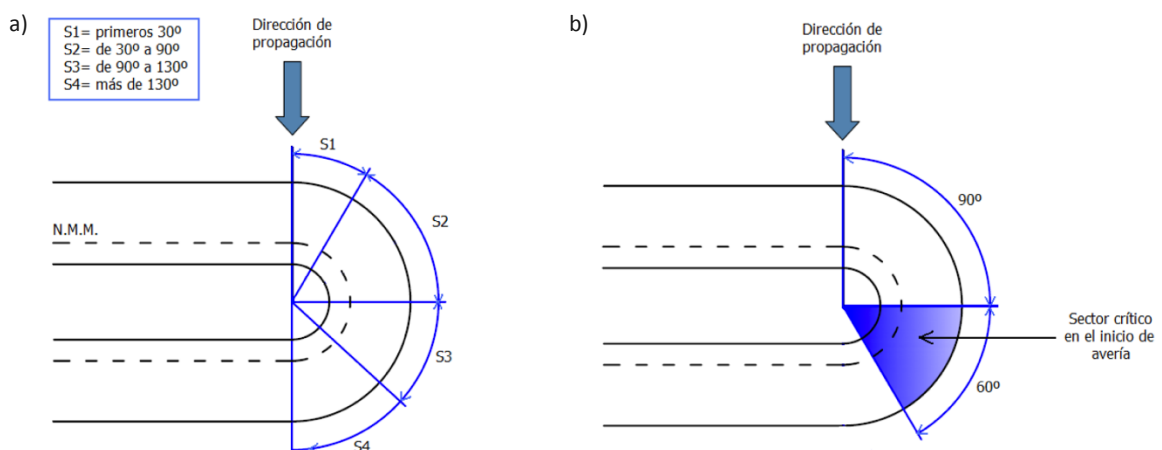 a)
S1= primeros 30º
S2= de 30º a 90º
S3= de 90º a 130º
S4= más de 130º
Dirección de
propagación
S1
S2
N.M.M.
S3
S4
b)
Dirección de
propagación
90º
Sector crítico
en el inicio de
avería
60º